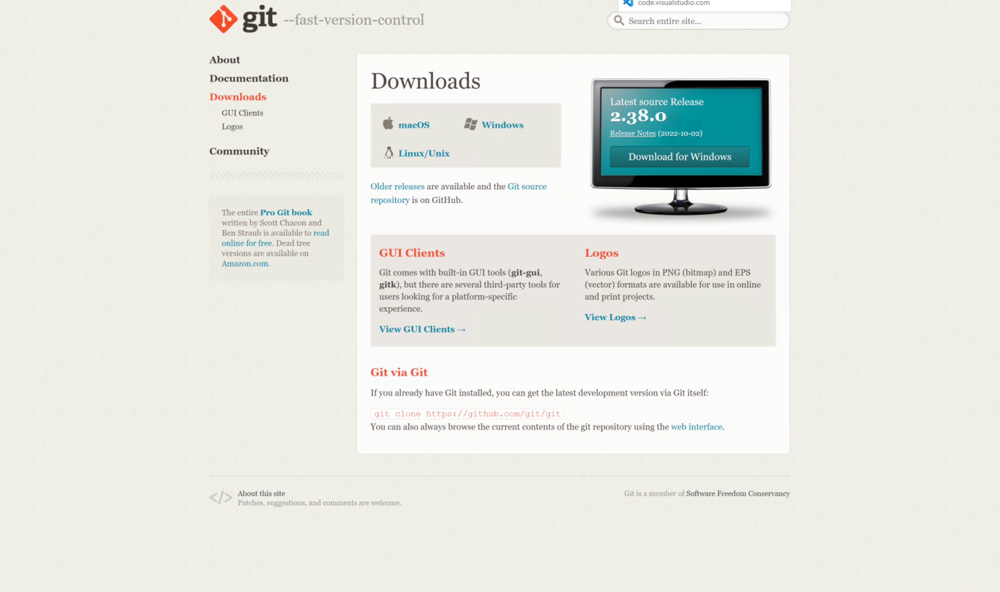 code.visualstudio.com
git --fast-version-control
Search entire site...
About
Documentation
Downloads
GUI Clients
Logos
Community
The entire Pro Git book
written by Scott Chacon and
Ben Straub is available to read
online for free. Dead tree
versions are available on
Amazon.com.
Downloads
macOS
Windows
Linux/Unix
Older releases are available and the Git source
repository is on GitHub.
Latest source Release
2.38.0
Release Notes (2022-10-02)
Download for Windows
GUI Clients
Git comes with built-in GUI tools (git-gui,
gitk), but there are several third-party tools for
users looking for a platform-specific
experience.
View GUI Clients →
Logos
Various Git logos in PNG (bitmap) and EPS
(vector) formats are available for use in online
and print projects.
View Logos →
Git via Git
If you already have Git installed, you can get the latest development version via Git itself:
git clone https://github.com/git/git
You can also always browse the current contents of the git repository using the web interface.
</> About this site
Patches, suggestions, and comments are welcome.
Git is a member of Software Freedom Conservancy